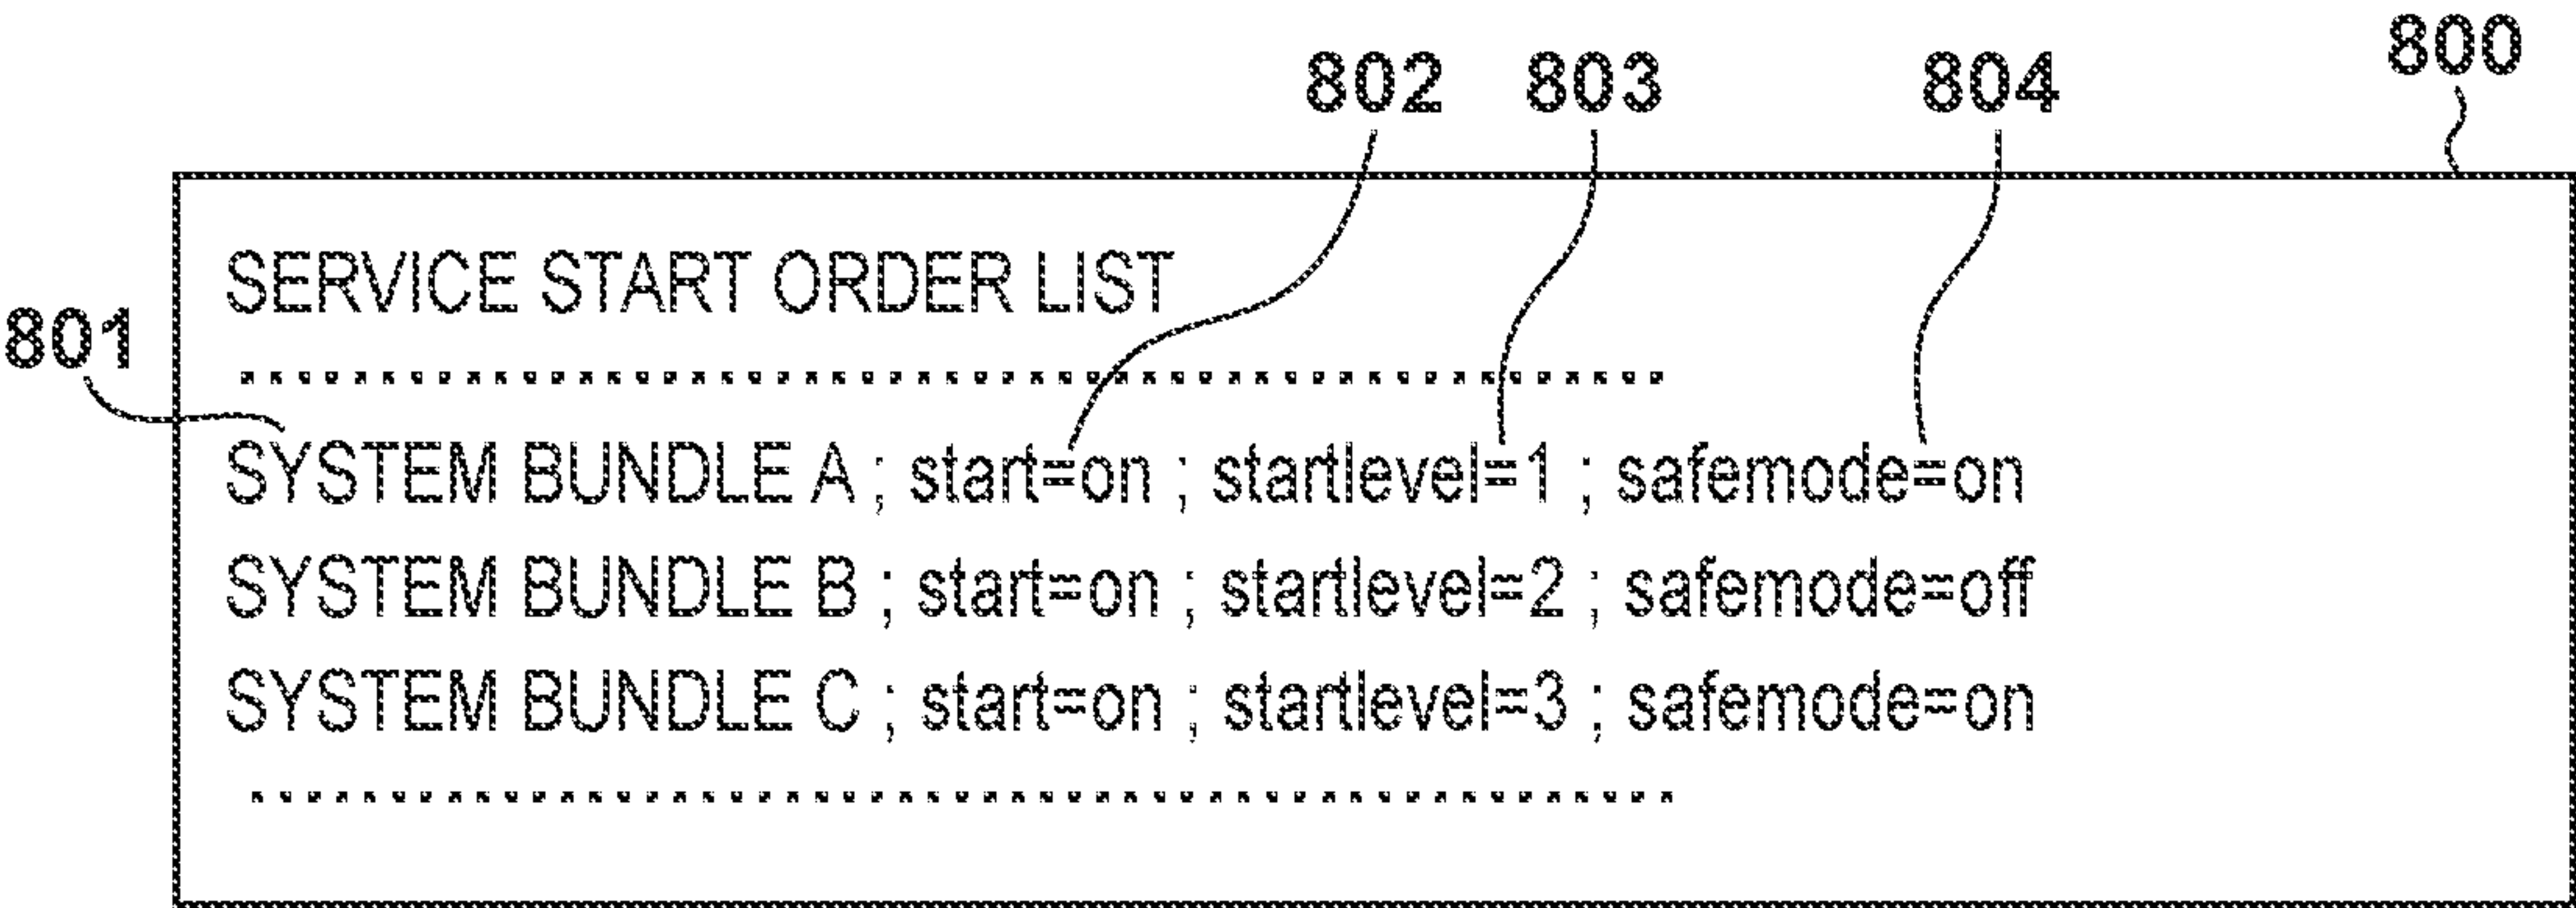 800
802 803 804
SERVICE START ORDER LIST
801
SYSTEM BUNDLE A ; start=on ; startlevel=1 ; safemode=on
SYSTEM BUNDLE B ; start=on ; startlevel=2 ; safemode=off
SYSTEM BUNDLE C ; start=on ; startlevel=3 ; safemode=on